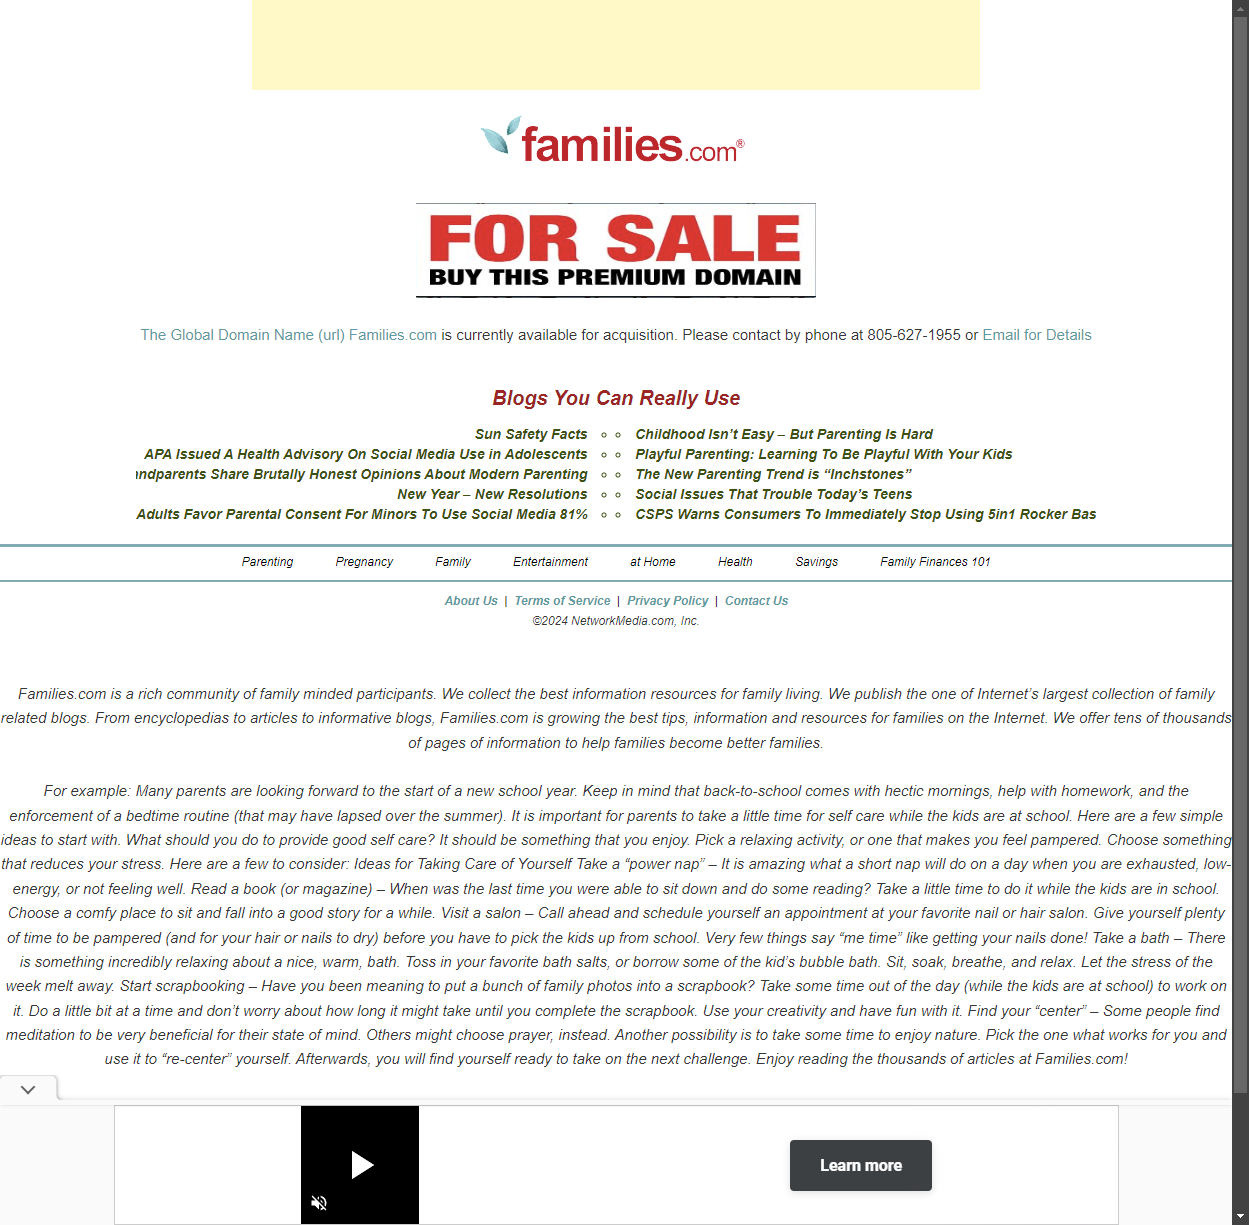 families.com®
FOR SALE
BUY THIS PREMIUM DOMAIN
The Global Domain Name (url) Families.com is currently available for acquisition. Please contact by phone at 805-627-1955 or Email for Details
Blogs You Can Really Use
Sun Safety Facts
APA Issued A Health Advisory On Social Media Use in Adolescents
ndparents Share Brutally Honest Opinions About Modern Parenting
New Year – New Resolutions
Adults Favor Parental Consent For Minors To Use Social Media 81%
Childhood Isn’t Easy – But Parenting Is Hard
Playful Parenting: Learning To Be Playful With Your Kids
The New Parenting Trend is “Inchstones”
Social Issues That Trouble Today’s Teens
CSPS Warns Consumers To Immediately Stop Using 5in1 Rocker Bas
Parenting Pregnancy Family Entertainment at Home Health Savings Family Finances 101
About Us | Terms of Service | Privacy Policy | Contact Us
©2024 NetworkMedia.com, Inc.
Families.com is a rich community of family minded participants. We collect the best information resources for family living. We publish the one of Internet’s largest collection of family
related blogs. From encyclopedias to articles to informative blogs, Families.com is growing the best tips, information and resources for families on the Internet. We offer tens of thousands
of pages of information to help families become better families.
For example: Many parents are looking forward to the start of a new school year. Keep in mind that back-to-school comes with hectic mornings, help with homework, and the
enforcement of a bedtime routine (that may have lapsed over the summer). It is important for parents to take a little time for self care while the kids are at school. Here are a few simple
ideas to start with. What should you do to provide good self care? It should be something that you enjoy. Pick a relaxing activity, or one that makes you feel pampered. Choose something
that reduces your stress. Here are a few to consider: Ideas for Taking Care of Yourself Take a “power nap” – It is amazing what a short nap will do on a day when you are exhausted, low-
energy, or not feeling well. Read a book (or magazine) – When was the last time you were able to sit down and do some reading? Take a little time to do it while the kids are in school.
Choose a comfy place to sit and fall into a good story for a while. Visit a salon – Call ahead and schedule yourself an appointment at your favorite nail or hair salon. Give yourself plenty
of time to be pampered (and for your hair or nails to dry) before you have to pick the kids up from school. Very few things say “me time” like getting your nails done! Take a bath – There
is something incredibly relaxing about a nice, warm, bath. Toss in your favorite bath salts, or borrow some of the kid’s bubble bath. Sit, soak, breathe, and relax. Let the stress of the
week melt away. Start scrapbooking – Have you been meaning to put a bunch of family photos into a scrapbook? Take some time out of the day (while the kids are at school) to work on
it. Do a little bit at a time and don’t worry about how long it might take until you complete the scrapbook. Use your creativity and have fun with it. Find your “center” – Some people find
meditation to be very beneficial for their state of mind. Others might choose prayer, instead. Another possibility is to take some time to enjoy nature. Pick the one what works for you and
use it to “re-center” yourself. Afterwards, you will find yourself ready to take on the next challenge. Enjoy reading the thousands of articles at Families.com!
Learn more